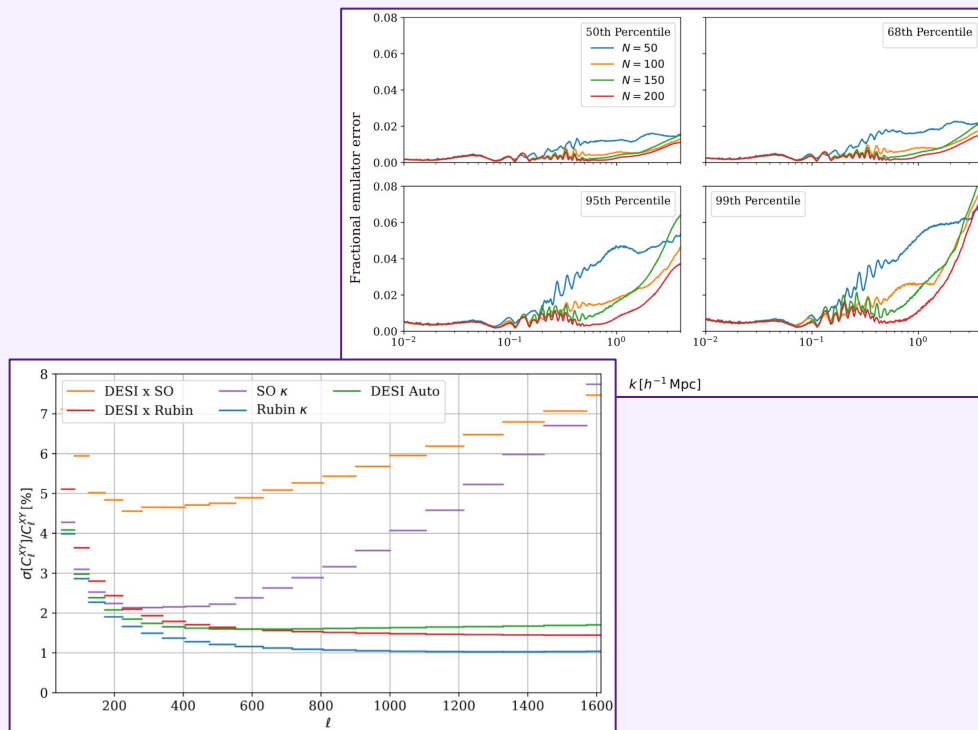 0.08
0.06
0.04
0.02
0.00
50th Percentile
N = 50
N = 100
N = 150
N = 200
68th Percentile
Fractional emulator error
0.08
0.06
0.04
0.02
0.00
95th Percentile
99th Percentile
10⁻² 10⁻¹ 10⁰
10⁻² 10⁻¹ 10⁰
k [h⁻¹ Mpc]
8
7
6
5
4
3
2
1
0
σ[C_ℓ^{XY}]/C_ℓ^{XY} [%]
DESI x SO
DESI x Rubin
SO κ
Rubin κ
DESI Auto
200 400 600 800 1000 1200 1400 1600
ℓ